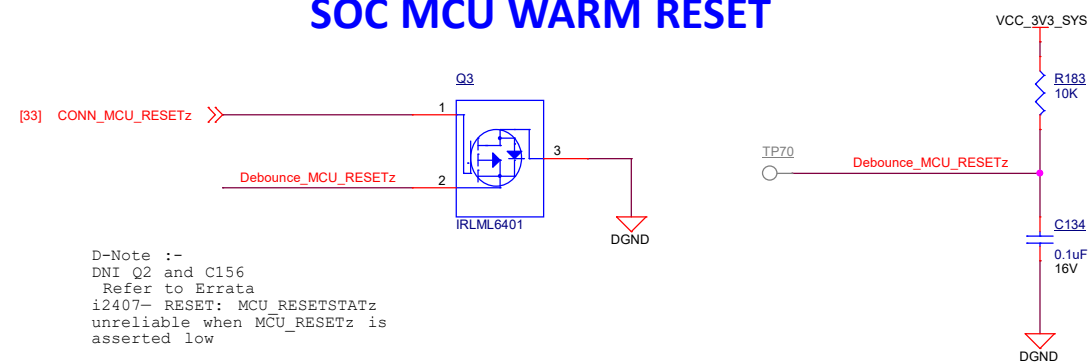 SOC MCU WARM RESET
VCC_3V3_SYS
Q3
R183
10K
[33] CONN_MCU_RESETz
1
3
TP70
Debounce_MCU_RESETz
Debounce_MCU_RESETz
2
IRLML6401
DGND
C134
0.1uF
16V
D-Note :-
DNI Q2 and C156
Refer to Errata
i2407— RESET: MCU_RESETSTATz
unreliable when MCU_RESETz is
asserted low
DGND